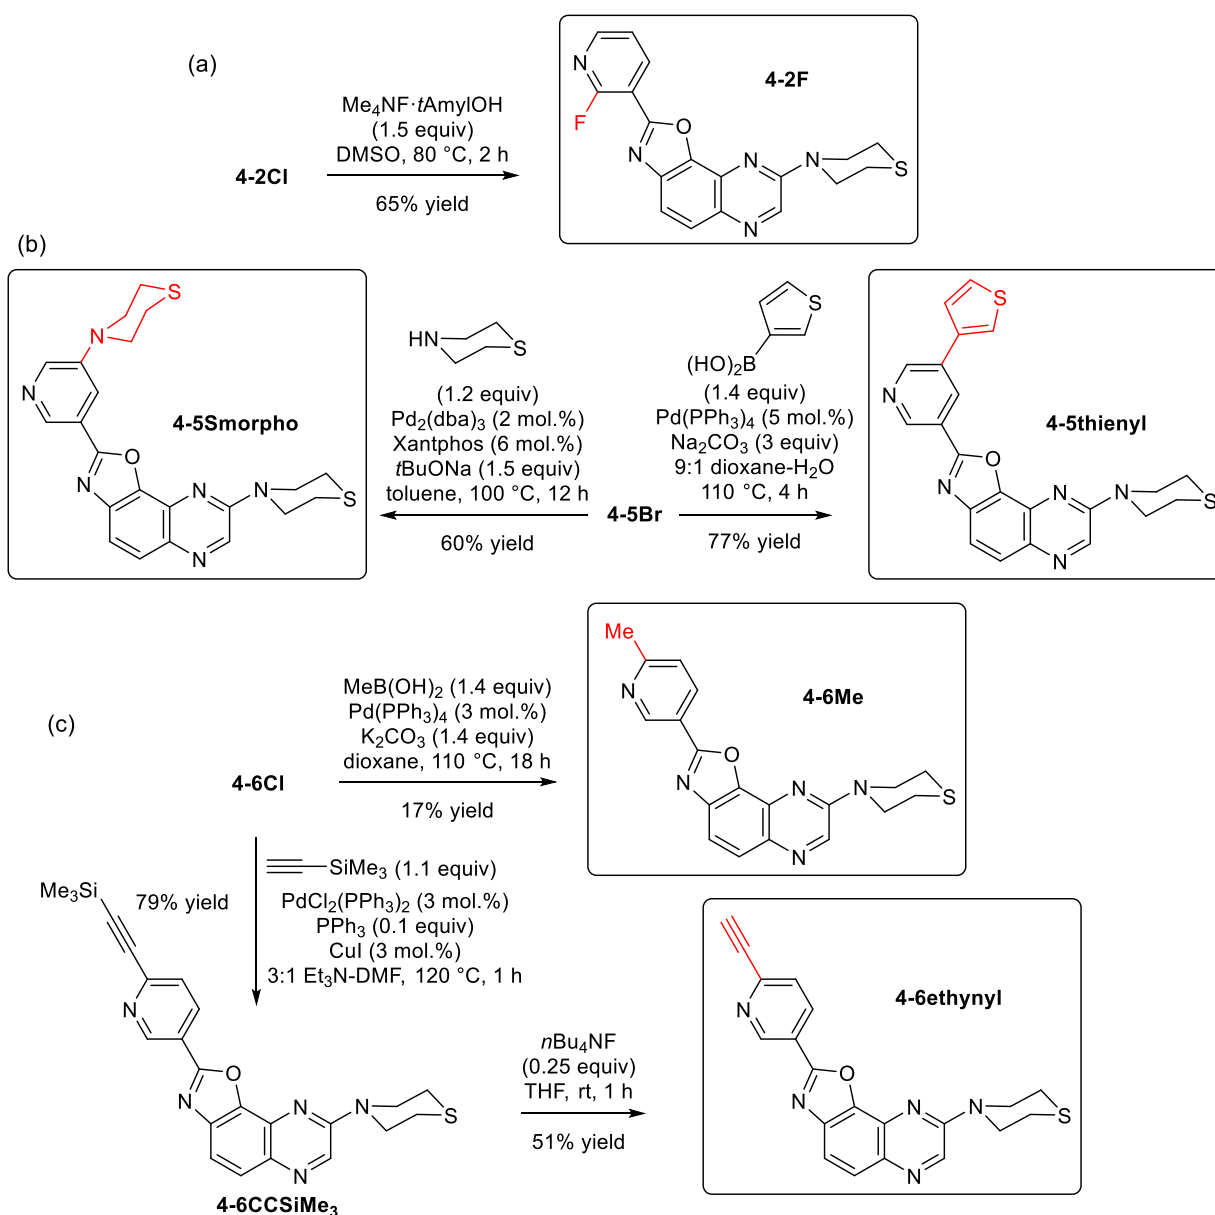 (a)
4-2Cl
Me₄NF·tAmylOH
(1.5 equiv)
DMSO, 80 °C, 2 h
65% yield
4-2F
N
F
O
N
N
N
S
N
(b)
S
N
N
4-5Smorpho
O
N
N
N
S
N
HN
S
(1.2 equiv)
Pd₂(dba)₃ (2 mol.%)
Xantphos (6 mol.%)
tBuONa (1.5 equiv)
toluene, 100 °C, 12 h
60% yield
4-5Br
S
(HO)₂B
(1.4 equiv)
Pd(PPh₃)₄ (5 mol.%)
Na₂CO₃ (3 equiv)
9:1 dioxane-H₂O
110 °C, 4 h
77% yield
S
N
4-5thienyl
O
N
N
N
S
N
(c)
4-6Cl
MeB(OH)₂ (1.4 equiv)
Pd(PPh₃)₄ (3 mol.%)
K₂CO₃ (1.4 equiv)
dioxane, 110 °C, 18 h
17% yield
Me
N
4-6Me
O
N
N
N
S
N
79% yield
SiMe₃ (1.1 equiv)
PdCl₂(PPh₃)₂ (3 mol.%)
PPh₃ (0.1 equiv)
CuI (3 mol.%)
3:1 Et₃N-DMF, 120 °C, 1 h
Me₃Si
N
O
N
N
N
S
N
4-6CCSiMe₃
nBu₄NF
(0.25 equiv)
THF, rt, 1 h
51% yield
4-6ethynyl
N
O
N
N
N
S
N